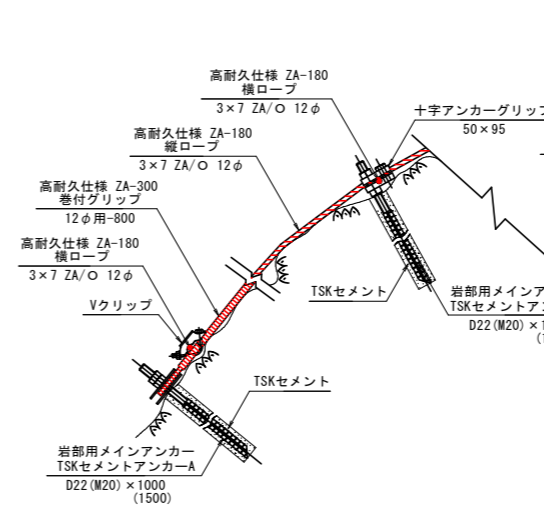 高耐久仕様 ZA-180
横ロープ
3×7 ZA/O 12φ
十字アンカーグリップ
50×95
高耐久仕様 ZA-180
縦ロープ
3×7 ZA/O 12φ
高耐久仕様 ZA-300
巻付グリップ
12φ用-800
高耐久仕様 ZA-180
横ロープ
3×7 ZA/O 12φ
Vクリップ
TSKセメント
岩部用メインア
TSKセメントア
D22(M20)×1
(1
TSKセメント
岩部用メインアンカー
TSKセメントアンカーA
D22(M20)×1000
(1500)